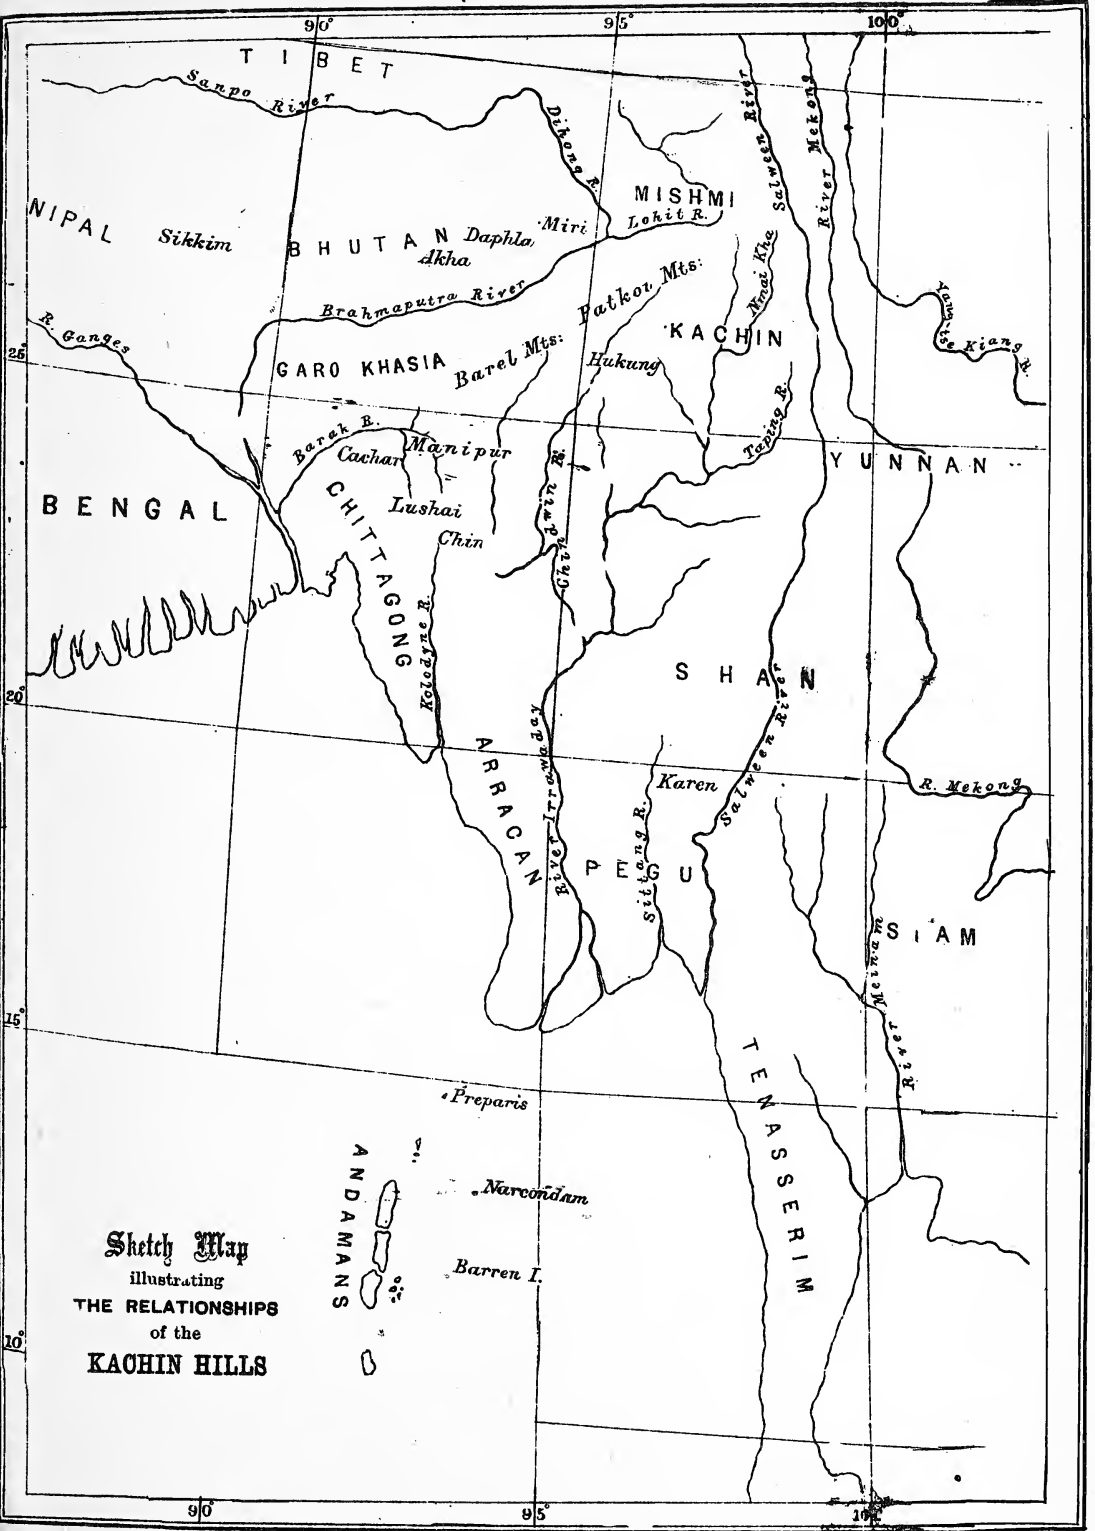 90°
95°
100°
TIBET
Sanpo River
Dihong R.
Salween River
River Mekong
MISHMI
Lohit R.
NIPAL
Sikkim
BHUTAN
Daphla
Miri
Akha
Brahmaputra River
Patkoi Mts:
Nmai Kha
Yang-tse Kiang R.
R. Ganges
25°
GARO KHASIA
Barel Mts:
KACHIN
Hukung
Taping R.
Barak R.
Cachar
Manipur
YUNNAN
BENGAL
CHITTAGONG
Lushai
Chin
Chindwin R.
Kolodyne R.
SHAN
20°
ARRACAN
River Irrawaday
Karen
Salween River
R. Mekong
Sittang R.
PEGU
SIAM
River Meinam
15°
TENASSERIM
Preparis
ANDAMANS
Narcondam
Barren I.
Sketch Map
illustrating
THE RELATIONSHIPS
of the
KACHIN HILLS
10°
90°
95°